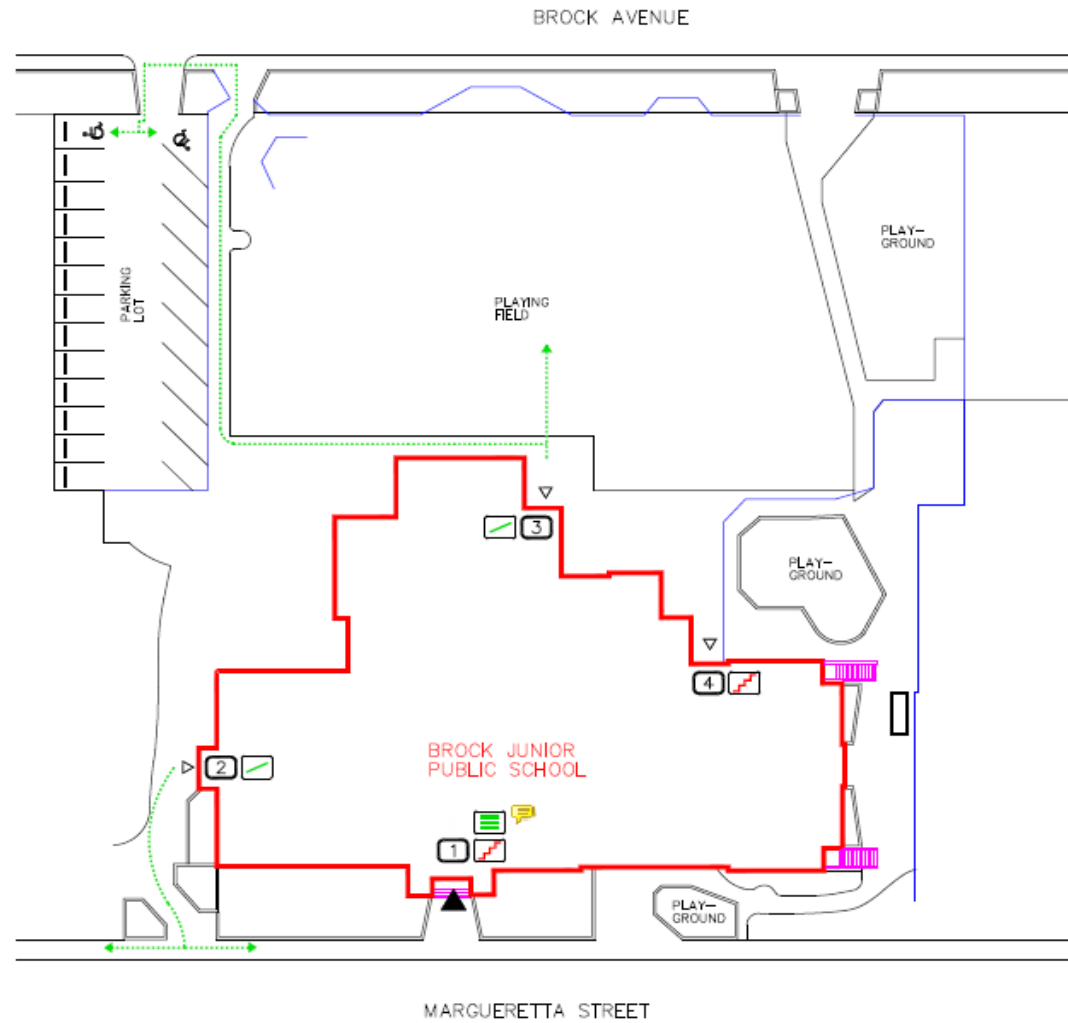 BROCK AVENUE
PLAY-
GROUND
PARKING
LOT
PLAYING
FIELD
3
PLAY-
GROUND
4
BROCK JUNIOR
PUBLIC SCHOOL
2
1
PLAY-
GROUND
MARGUERETTA STREET